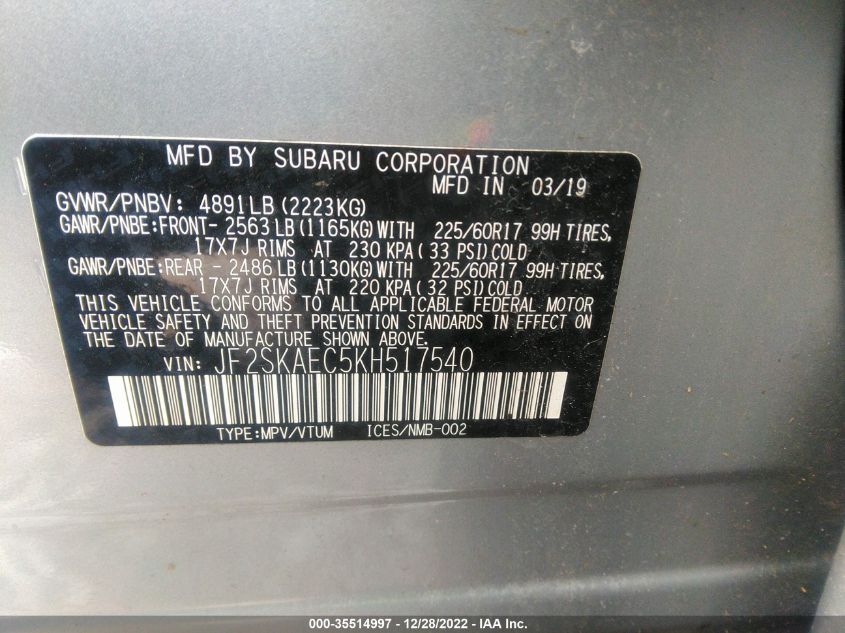 MFD BY SUBARU CORPORATION
MFD IN 03/19
GVWR/PNBV: 4891LB(2223KG)
GAWR/PNBE:FRONT- 2563LB(1165KG)WITH 225/60R17 99H TIRES,
17X7J RIMS AT 230 KPA( 33 PSI)COLD
GAWR/PNBE:REAR - 2486LB(1130KG)WITH 225/60R17 99H TIRES,
17X7J RIMS AT 220 KPA( 32 PSI)COLD
THIS VEHICLE CONFORMS TO ALL APPLICABLE FEDERAL MOTOR
VEHICLE SAFETY AND THEFT PREVENTION STANDARDS IN EFFECT ON
THE DATE OF MANUFACTURE SHOWN ABOVE.
VIN: JF2SKAEC5KH517540
TYPE:MPV/VTUM ICES/NMB-002
000-35514997 - 12/28/2022 - IAA Inc.